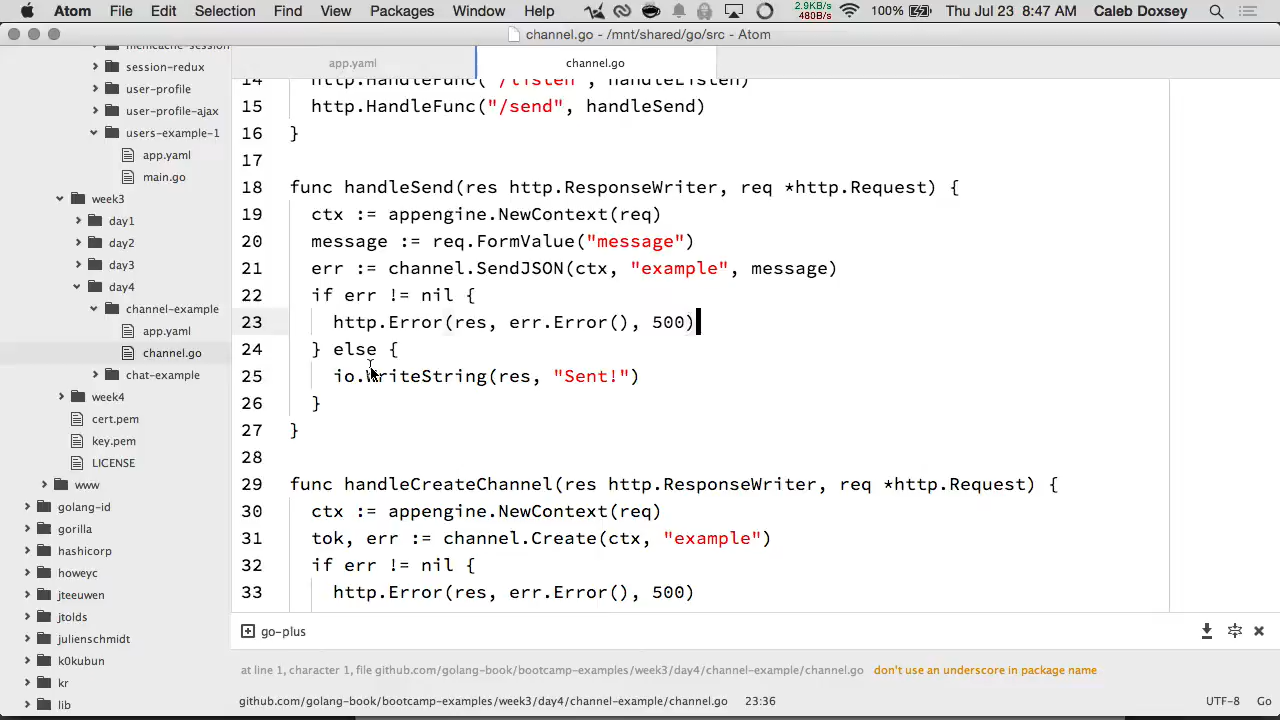 Atom File Edit Selection Find View Packages Window Help 2.9KB/s 480B/s 100% Thu Jul 23 8:47 AM Caleb Doxsey
channel.go - /mnt/shared/go/src - Atom
memcache-session
session-redux
user-profile
user-profile-ajax
users-example-1
app.yaml
main.go
week3
day1
day2
day3
day4
channel-example
app.yaml
channel.go
chat-example
week4
cert.pem
key.pem
LICENSE
www
golang-id
gorilla
hashicorp
howeyc
jteeuwen
jtolds
julienschmidt
k0kubun
kr
lib
app.yaml channel.go
14 http.HandleFunc("/listen", handleListen)
15 http.HandleFunc("/send", handleSend)
16 }
17
18 func handleSend(res http.ResponseWriter, req *http.Request) {
19 ctx := appengine.NewContext(req)
20 message := req.FormValue("message")
21 err := channel.SendJSON(ctx, "example", message)
22 if err != nil {
23 http.Error(res, err.Error(), 500)
24 } else {
25 io.WriteString(res, "Sent!")
26 }
27 }
28
29 func handleCreateChannel(res http.ResponseWriter, req *http.Request) {
30 ctx := appengine.NewContext(req)
31 tok, err := channel.Create(ctx, "example")
32 if err != nil {
33 http.Error(res, err.Error(), 500)
go-plus
at line 1, character 1, file github.com/golang-book/bootcamp-examples/week3/day4/channel-example/channel.go don't use an underscore in package name
github.com/golang-book/bootcamp-examples/week3/day4/channel-example/channel.go 23:36 UTF-8 Go